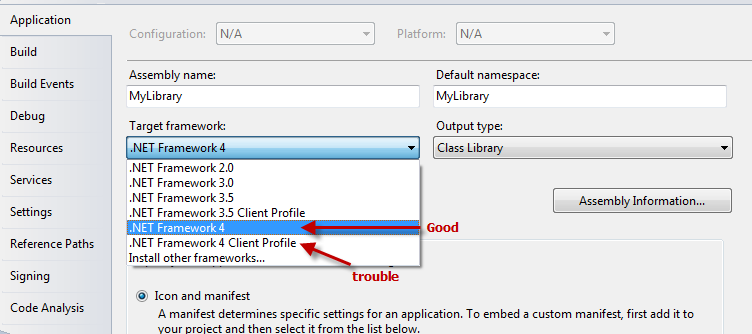 Application
Configuration: N/A Platform: N/A
Build
Build Events
Assembly name: Default namespace:
MyLibrary MyLibrary
Debug
Target framework: Output type:
Resources
.NET Framework 4 Class Library
.NET Framework 2.0
Services
.NET Framework 3.0
.NET Framework 3.5
Assembly Information...
Settings
.NET Framework 3.5 Client Profile
.NET Framework 4 Good
Reference Paths
.NET Framework 4 Client Profile
Install other frameworks...
Signing
trouble
Icon and manifest
Code Analysis
A manifest determines specific settings for an application. To embed a custom manifest, first add it to
your project and then select it from the list below.